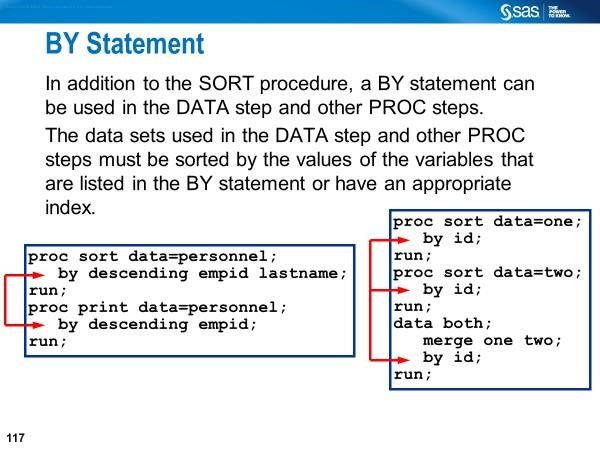 sas THE POWER TO KNOW.
BY Statement
In addition to the SORT procedure, a BY statement can
be used in the DATA step and other PROC steps.
The data sets used in the DATA step and other PROC
steps must be sorted by the values of the variables that
are listed in the BY statement or have an appropriate
index.
proc sort data=personnel;
by descending empid lastname;
run;
proc print data=personnel;
by descending empid;
run;
proc sort data=one;
by id;
run;
proc sort data=two;
by id;
run;
data both;
merge one two;
by id;
run;
117